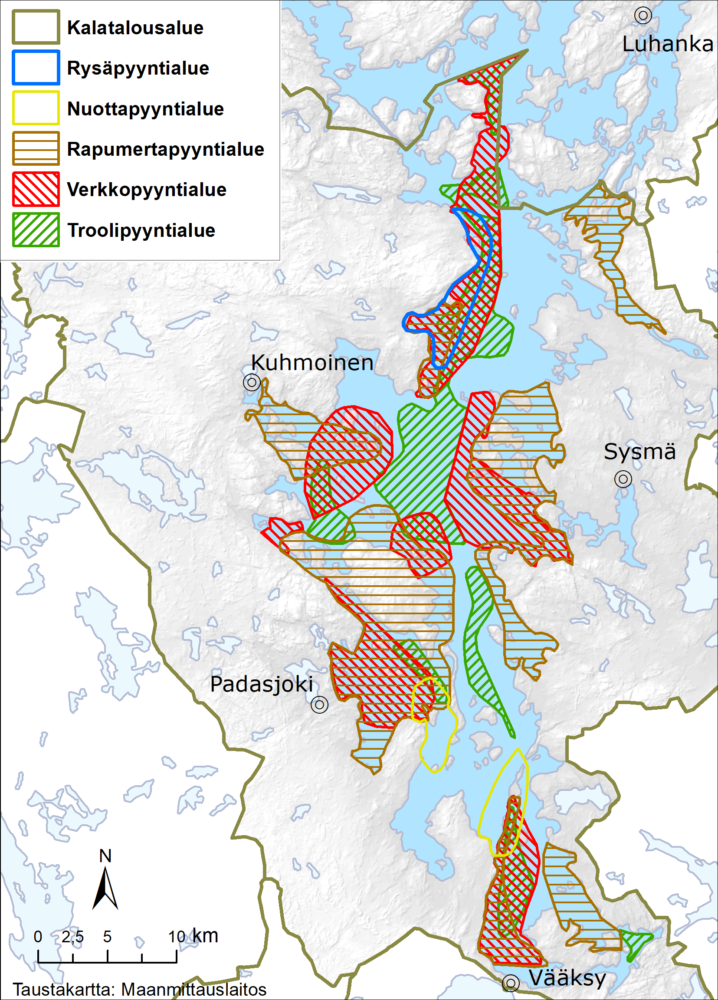 Kalatalousalue
Rysäpyyntialue
Nuottapyyntialue
Rapumertapyyntialue
Verkkopyyntialue
Troolipyyntialue
Luhanka
Kuhmoinen
Sysmä
Padasjoki
N
0 2,5 5 10 km
Vääksy
Taustakartta: Maanmittauslaitos